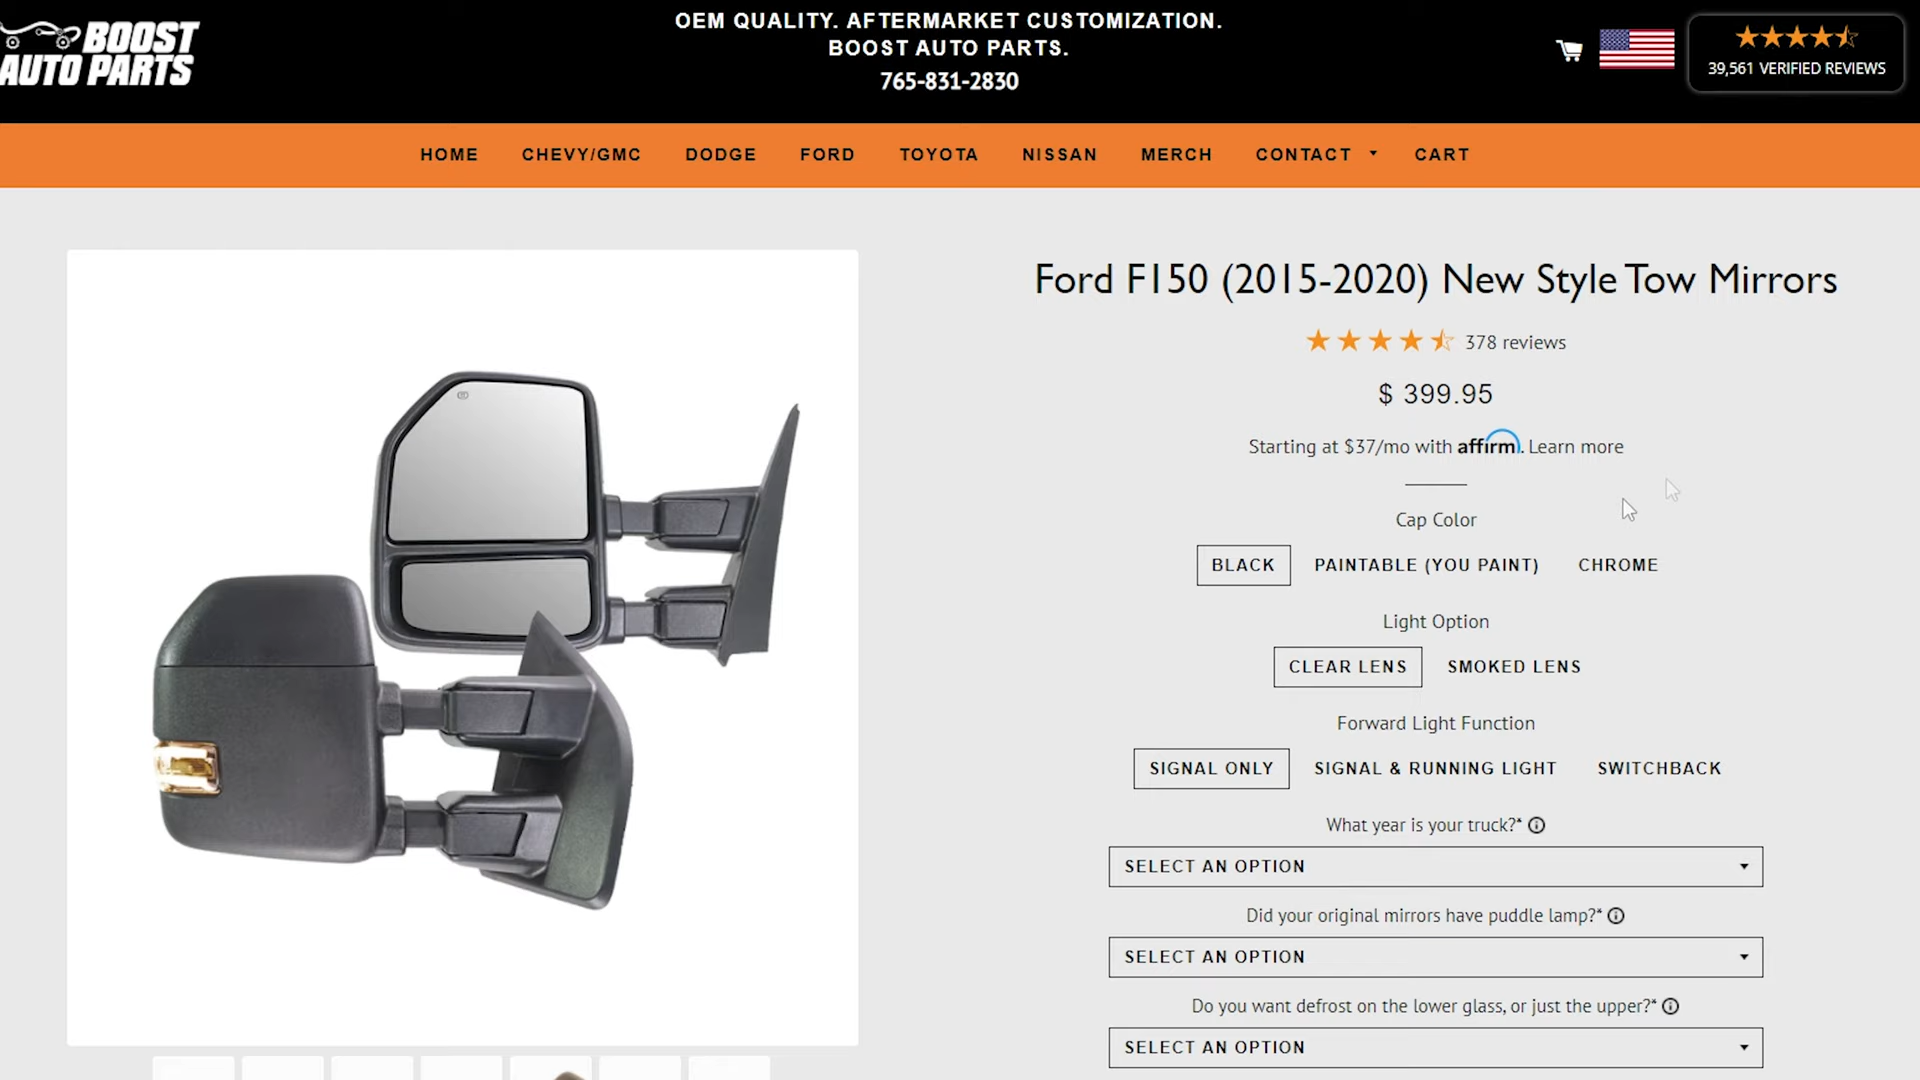 BOOST
AUTO PARTS
OEM QUALITY. AFTERMARKET CUSTOMIZATION.
BOOST AUTO PARTS.
765-831-2830
39,561 VERIFIED REVIEWS
HOME CHEVY/GMC DODGE FORD TOYOTA NISSAN MERCH CONTACT CART
Ford F150 (2015-2020) New Style Tow Mirrors
378 reviews
$ 399.95
Starting at $37/mo with affirm. Learn more
Cap Color
BLACK PAINTABLE (YOU PAINT) CHROME
Light Option
CLEAR LENS SMOKED LENS
Forward Light Function
SIGNAL ONLY SIGNAL & RUNNING LIGHT SWITCHBACK
What year is your truck?*
SELECT AN OPTION
Did your original mirrors have puddle lamp?*
SELECT AN OPTION
Do you want defrost on the lower glass, or just the upper?*
SELECT AN OPTION